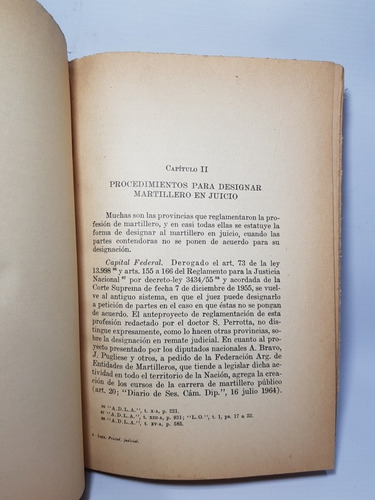 CAPÍTULO II
PROCEDIMIENTOS PARA DESIGNAR
MARTILLERO EN JUICIO
Muchas son las provincias que reglamentaron la pro-
fesión de martillero, y en casi todas ellas se estatuye la
forma de designar al martillero en juicio, cuando las
partes contendoras no se ponen de acuerdo para su
designación.
Capital Federal. Derogado el art. 73 de la ley
13.998 y arts. 155 a 166 del Reglamento para la Justicia
Nacional por decreto-ley 3434/55 y acordada de la
Corte Suprema de fecha 7 diciembre de 1955, se vuelve
al antiguo sistema, en que el juez puede designarlo
a petición de partes en el caso en que éstas no se pongan
de acuerdo. El anteproyecto de reglamentación de esta
profesión redactado por el doctor S. Perrotta, no dis-
tingue expresamente, como lo hacen otras provincias, so-
bre la designación en remate judicial. En cambio el pro-
yecto presentado por los diputados nacionales A. Bravo,
J. Pugliese y otros, a pedido de la Federación Arg. de
Entidades de Martilleros, que tiende a legislar dicha acti-
vidad en todo el territorio de la Nación, agrega la crea-
ción de los cursos de la carrera de martillero público
(art. 20; "Diario de Ses. Cám. Dip.", 16 julio 1964).
"A.D.L.A.", t. X-A, p. 221.
"A.D.L.A.", t. XIII-A, p. 931; "L.O.", t. I, ps. 17 a 32.
"A.D.L.A.", t. XV-A, p. 583.
judicial.